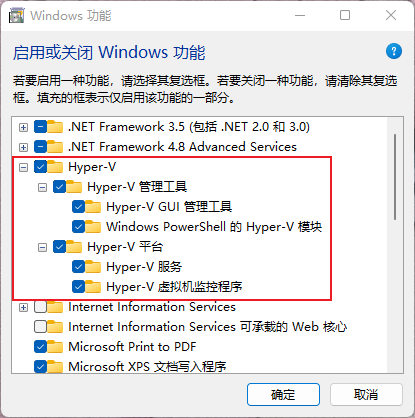 Windows 功能
启用或关闭 Windows 功能
?
若要启用一种功能，请选择其复选框。若要关闭一种功能，请清除其复选
框。填充的框表示仅启用该功能的一部分。
.NET Framework 3.5 (包括 .NET 2.0 和 3.0)
.NET Framework 4.8 Advanced Services
Hyper-V
Hyper-V 管理工具
Hyper-V GUI 管理工具
Windows PowerShell 的 Hyper-V 模块
Hyper-V 平台
Hyper-V 服务
Hyper-V 虚拟机监控程序
Internet Information Services
Internet Information Services 可承载的 Web 核心
Microsoft Print to PDF
Microsoft XPS 文档写入程序
确定
取消